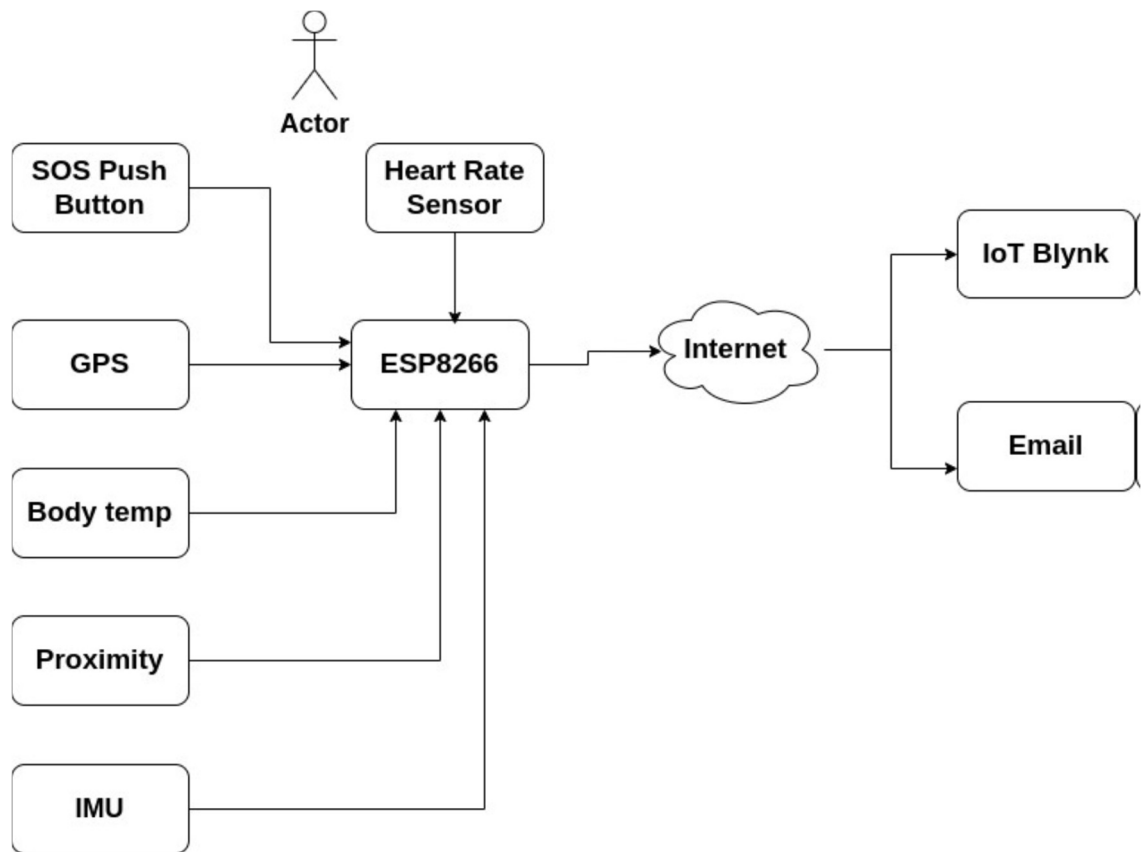 Actor
SOS Push
Button
Heart Rate
Sensor
IoT Blynk
GPS
ESP8266
Internet
Email
Body temp
Proximity
IMU